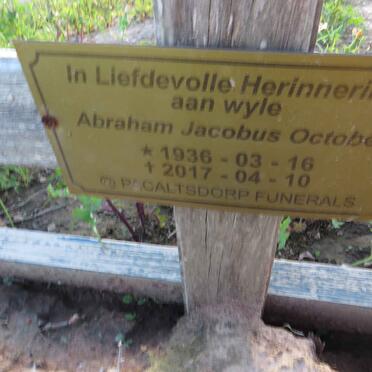 In Liefdevolle Herinneri
aan wyle
Abraham Jacobus Octobe
* 1936 - 03 - 16
† 2017 - 04 - 10
© PACALTSDORP FUNERALS